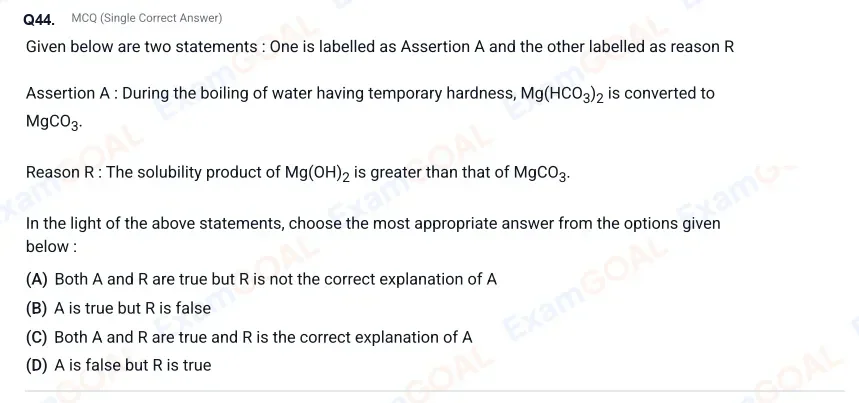 Q44. MCQ (Single Correct Answer)
Given below are two statements : One is labelled as Assertion A and the other labelled as reason R
Assertion A : During the boiling of water having temporary hardness, Mg(HCO₃)₂ is converted to
MgCO₃.
Reason R : The solubility product of Mg(OH)₂ is greater than that of MgCO₃.
In the light of the above statements, choose the most appropriate answer from the options given
below :
(A) Both A and R are true but R is not the correct explanation of A
(B) A is true but R is false
(C) Both A and R are true and R is the correct explanation of A
(D) A is false but R is true
ExamGOAL